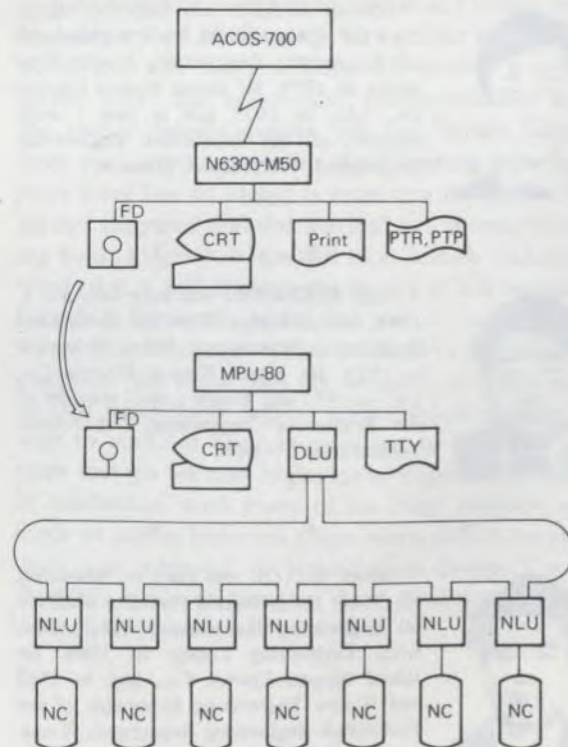 ACOS-700
N6300-M50
FD
CRT
Print
PTR, PTP
MPU-80
FD
CRT
DLU
TTY
NLU NLU NLU NLU NLU NLU NLU
NC NC NC NC NC NC NC